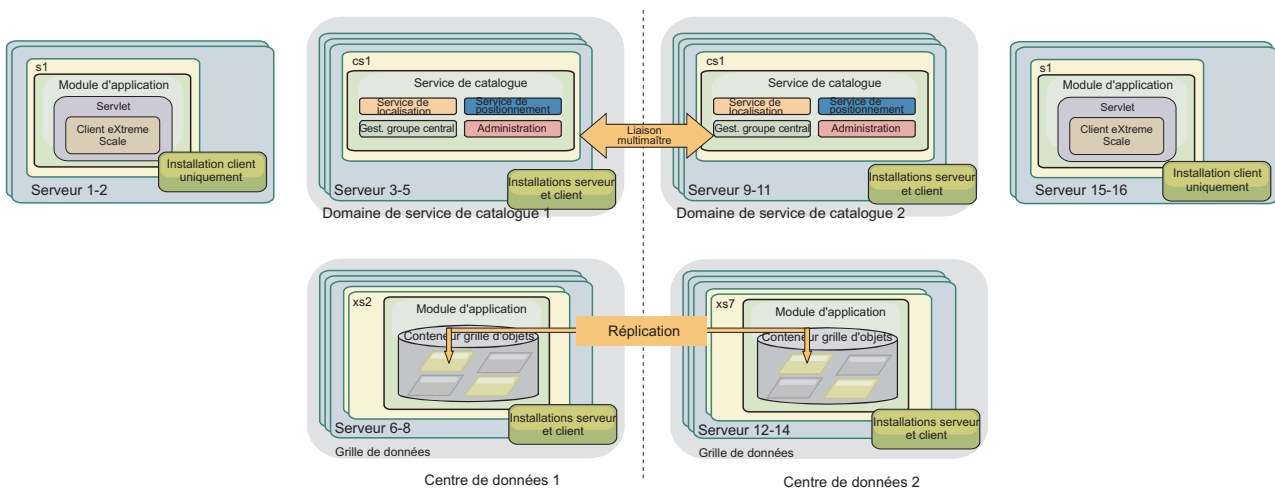 s1
Module d'application
Servlet
Client eXtreme
Scale
Installation client
uniquement
Serveur 1-2
cs1
Service de catalogue
Service de
localisation
Service de
positionnement
Gest. groupe central
Administration
Installations serveur
et client
Serveur 3-5
Domaine de service de catalogue 1
Liaison
multimaître
cs1
Service de catalogue
Service de
localisation
Service de
positionnement
Gest. groupe central
Administration
Installations serveur
et client
Serveur 9-11
Domaine de service de catalogue 2
s1
Module d'application
Servlet
Client eXtreme
Scale
Installation client
uniquement
Serveur 15-16
xs2
Module d'application
Conteneur grille d'objets
Installations serveur
et client
Serveur 6-8
Grille de données
Réplication
xs7
Module d'application
Conteneur grille d'objets
Installations serveur
et client
Serveur 12-14
Grille de données
Centre de données 1
Centre de données 2